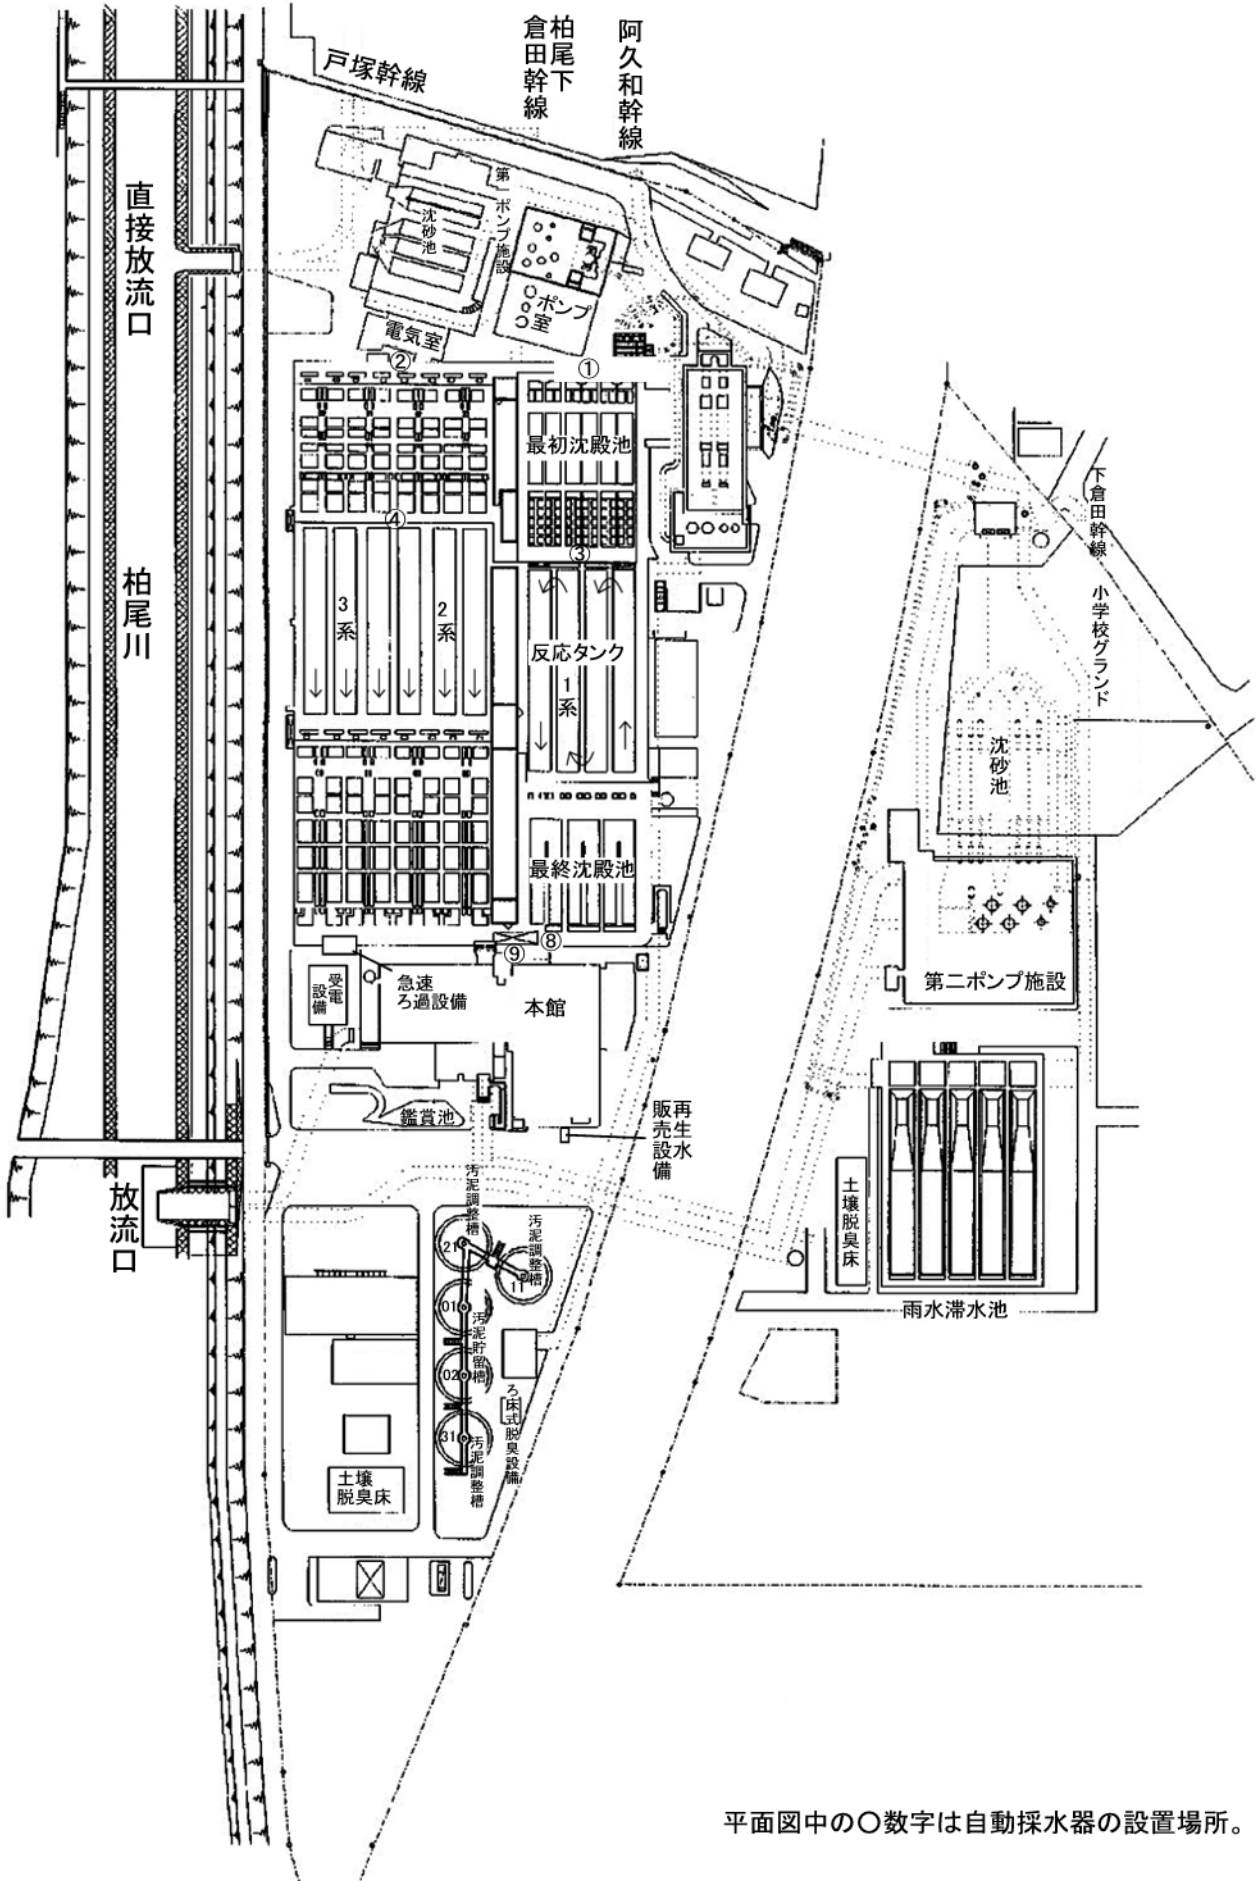 戸塚幹線
柏尾下
倉田幹線
阿久和幹線
直接放流口
第一ポンプ施設
沈砂池
ポンプ
室
電気室
②
①
最初沈殿池
④
③
下倉田幹線
小学校グランド
柏尾川
3系
2系
反応タンク
1系
沈砂池
最終沈殿池
⑧
⑨
受電
設備
急速
ろ過設備
本館
第二ポンプ施設
鑑賞池
再生水
販売設備
放流口
汚泥調整槽
汚泥調整槽
21
11
土壌脱臭床
雨水滞水池
01
汚泥貯留槽
02
31
汚泥調整槽
ろ床式脱臭設備
土壌
脱臭床
平面図中の〇数字は自動採水器の設置場所。